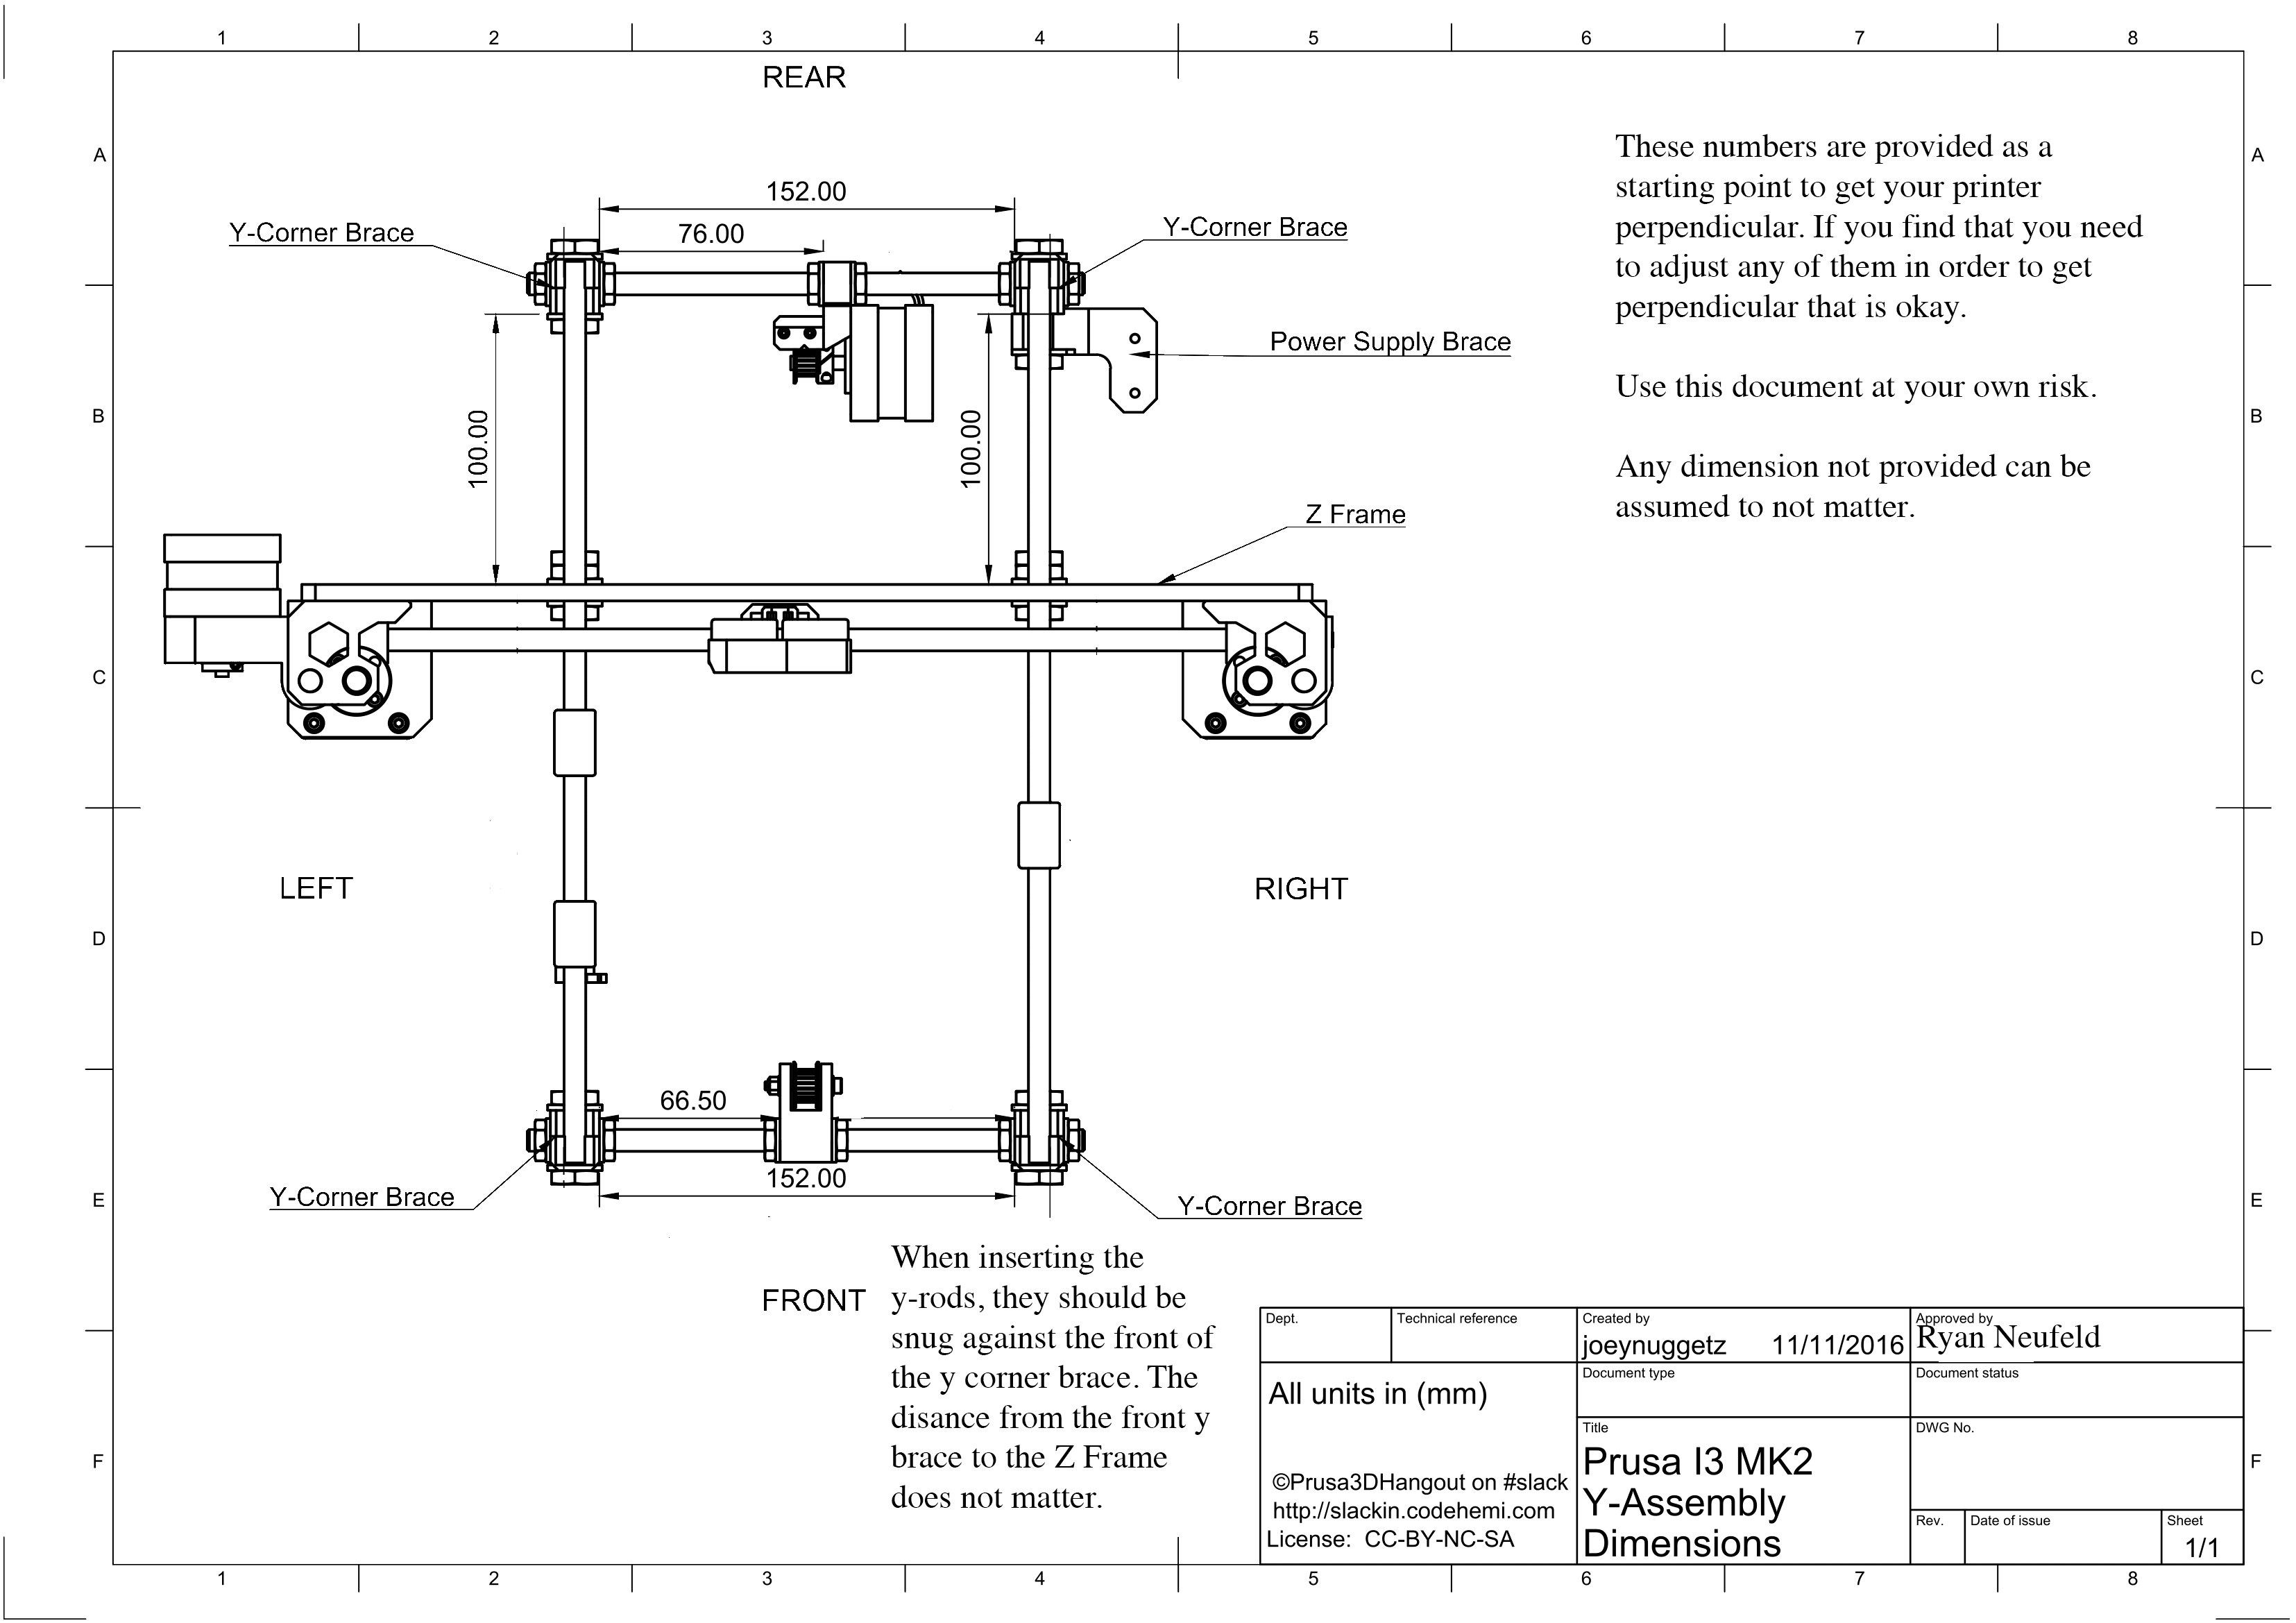 1 2 3 4 5 6 7 8
REAR
A
A
These numbers are provided as a
starting point to get your printer
perpendicular. If you find that you need
to adjust any of them in order to get
perpendicular that is okay.
Use this document at your own risk.
Any dimension not provided can be
assumed to not matter.
152.00
76.00
Y-Corner Brace
Y-Corner Brace
Power Supply Brace
B
100.00
100.00
B
Z Frame
C
C
LEFT
RIGHT
D
D
66.50
152.00
E
Y-Corner Brace
Y-Corner Brace
E
FRONT
When inserting the
y-rods, they should be
snug against the front of
the y corner brace. The
disance from the front y
brace to the Z Frame
does not matter.
F
F
Dept.
Technical reference
Created by
joeynuggetz 11/11/2016
Approved by
Ryan Neufeld
All units in (mm)
Document type
Document status
©Prusa3DHangout on #slack
http://slackin.codehemi.com
License: CC-BY-NC-SA
Title
Prusa I3 MK2
Y-Assembly
Dimensions
DWG No.
Rev.
Date of issue
Sheet
1/1
1 2 3 4 5 6 7 8